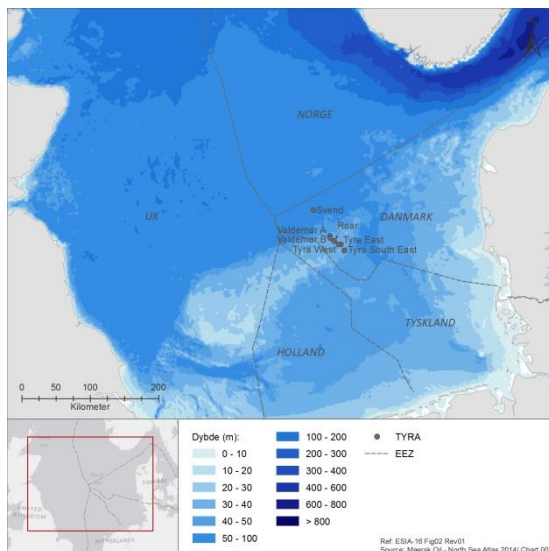 NORGE
Svend
DANMARK
UK
Valdemar A
Roar
Valdemar B
Tyra East
Tyra West
Tyra South East
TYSKLAND
HOLLAND
0 50 100 200
Kilometer
Dybde (m):
0 - 10
10 - 20
20 - 30
30 - 40
40 - 50
50 - 100
100 - 200
200 - 300
300 - 400
400 - 600
600 - 800
> 800
TYRA
EEZ
UNITED
KINGDOM
NETHERLANDS
Ref: ESIA-16 Fig02 Rev01
Source: Maersk Oil - North Sea Atlas 2014/ Chart 00